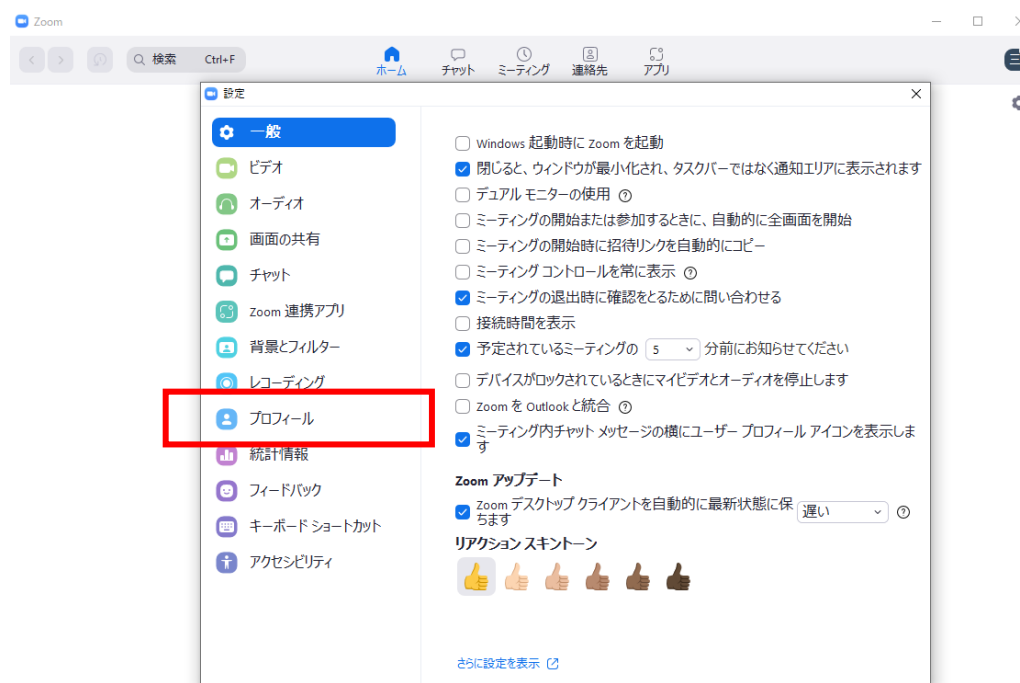 Zoom
検索 Ctrl+F
ホーム
チャット
ミーティング
連絡先
アプリ
設定
一般
ビデオ
オーディオ
画面の共有
チャット
Zoom 連携アプリ
背景とフィルター
レコーディング
プロフィール
統計情報
フィードバック
キーボード ショートカット
アクセシビリティ
Windows 起動時に Zoom を起動
閉じると、ウィンドウが最小化され、タスクバーではなく通知エリアに表示されます
デュアル モニターの使用
ミーティングの開始または参加するときに、自動的に全画面を開始
ミーティングの開始時に招待リンクを自動的にコピー
ミーティング コントロールを常に表示
ミーティングの退出時に確認をとるために問い合わせる
接続時間を表示
予定されているミーティングの 5 分前にお知らせてください
デバイスがロックされているときにマイビデオとオーディオを停止します
Zoom を Outlook と統合
ミーティング内チャット メッセージの横にユーザー プロフィール アイコンを表示しま
す
Zoom アップデート
Zoom デスクトップ クライアントを自動的に最新状態に保
ちます
遅い
リアクション スキントーン
さらに設定を表示